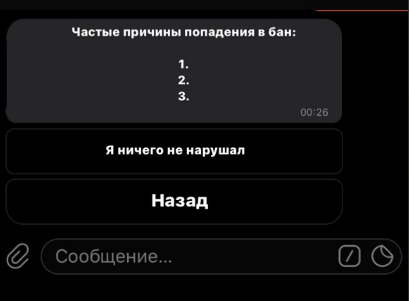 Частые причины попадения в бан:
1.
2.
3.
00:26
Я ничего не нарушал
Назад
Сообщение...